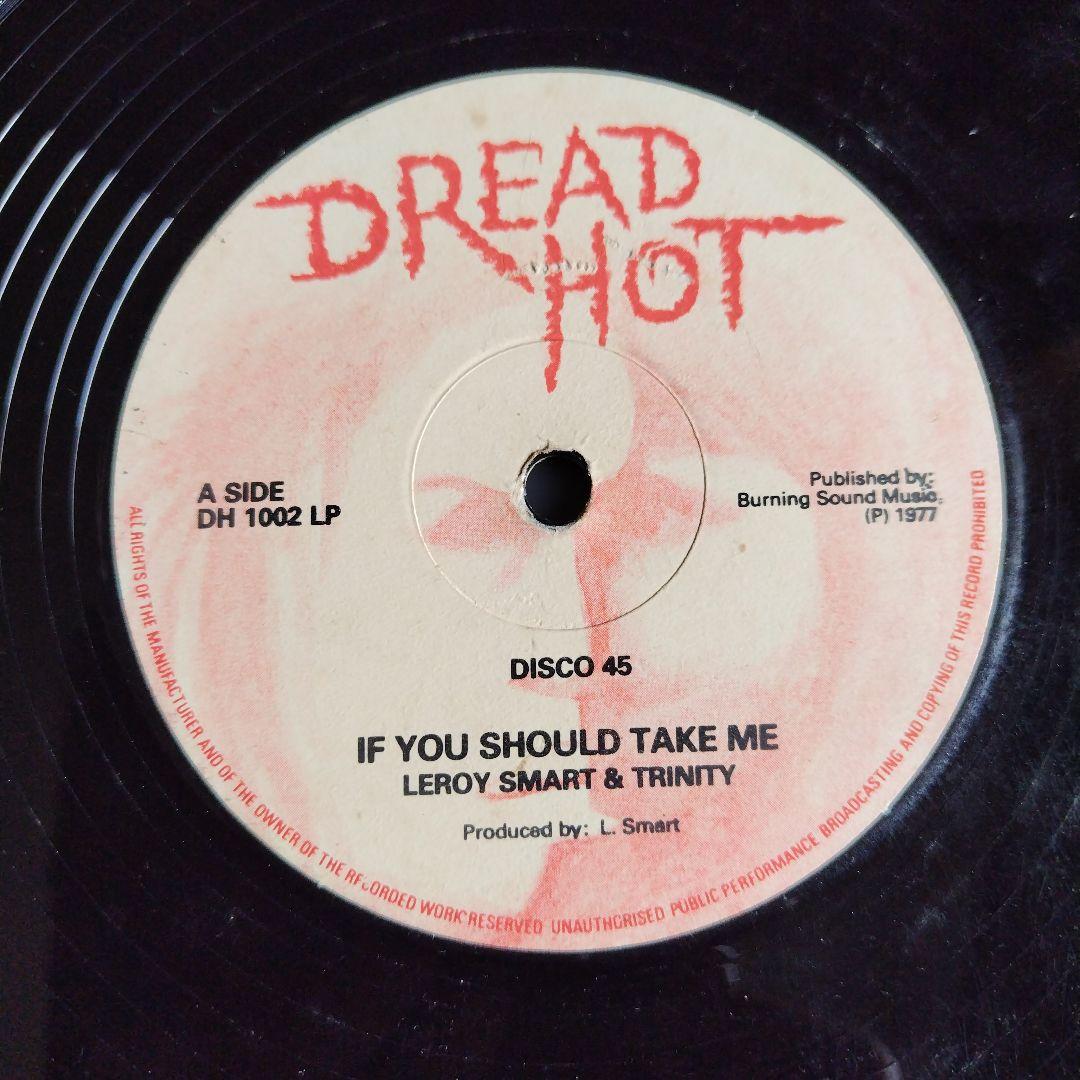 DREAD
HOT
A SIDE
DH 1002 LP
Published by:
Burning Sound Music.
(P) 1977
DISCO 45
IF YOU SHOULD TAKE ME
LEROY SMART & TRINITY
Produced by: L. Smart
ALL RIGHTS OF THE MANUFACTURER AND OF THE OWNER OF THE RECORDED WORK RESERVED UNAUTHORISED PUBLIC PERFORMANCE BROADCASTING AND COPYING OF THIS RECORD PROHIBITED